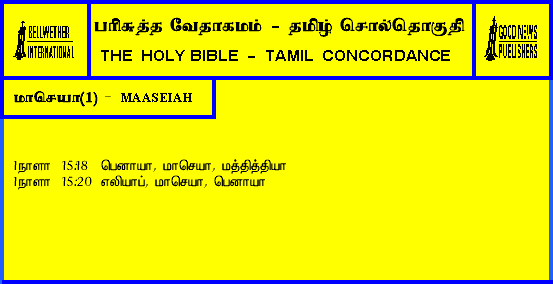 BELLWETHER
INTERNATIONAL
பரிசுத்த வேதாகமம் - தமிழ் சொல்தொகுதி
THE HOLY BIBLE - TAMIL CONCORDANCE
GOOD NEWS
PUBLISHERS
மாசெயா(1) - MAASEIAH
1நாளா 15:18 பெனாயா, மாசெயா, மத்தித்தியா
1நாளா 15:20 எலியாப், மாசெயா, பெனாயா